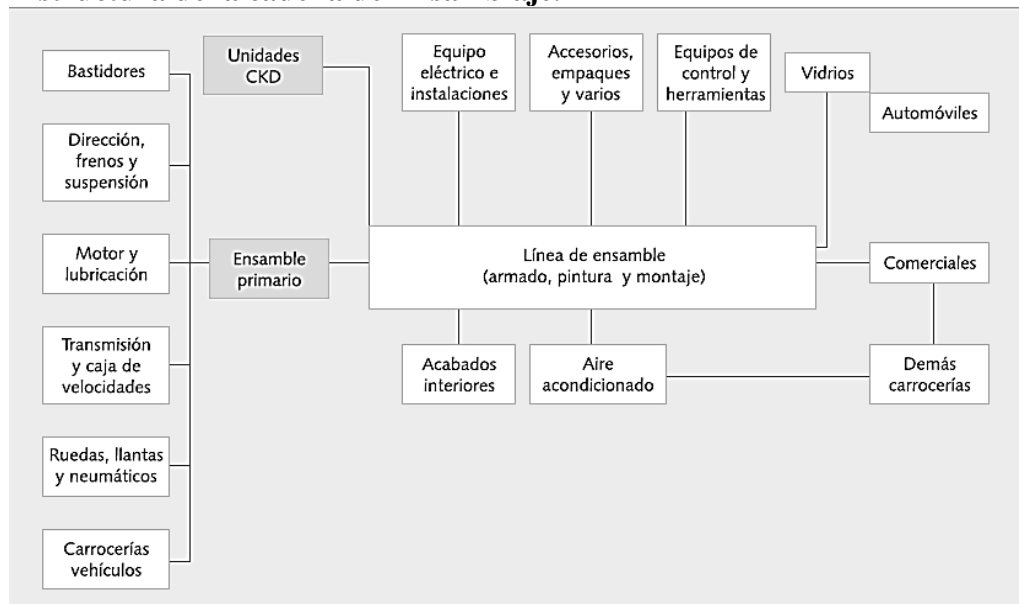 Bastidores
Unidades
CKD
Equipo
eléctrico e
instalaciones
Accesorios,
empaques
y varios
Equipos de
control y
herramientas
Vidrios
Automóviles
Dirección,
frenos y
suspensión
Motor y
lubricación
Ensamble
primario
Línea de ensamble
(armado, pintura y montaje)
Comerciales
Transmisión
y caja de
velocidades
Acabados
interiores
Aire
acondicionado
Demás
carrocerías
Ruedas, llantas
y neumáticos
Carrocerías
vehículos